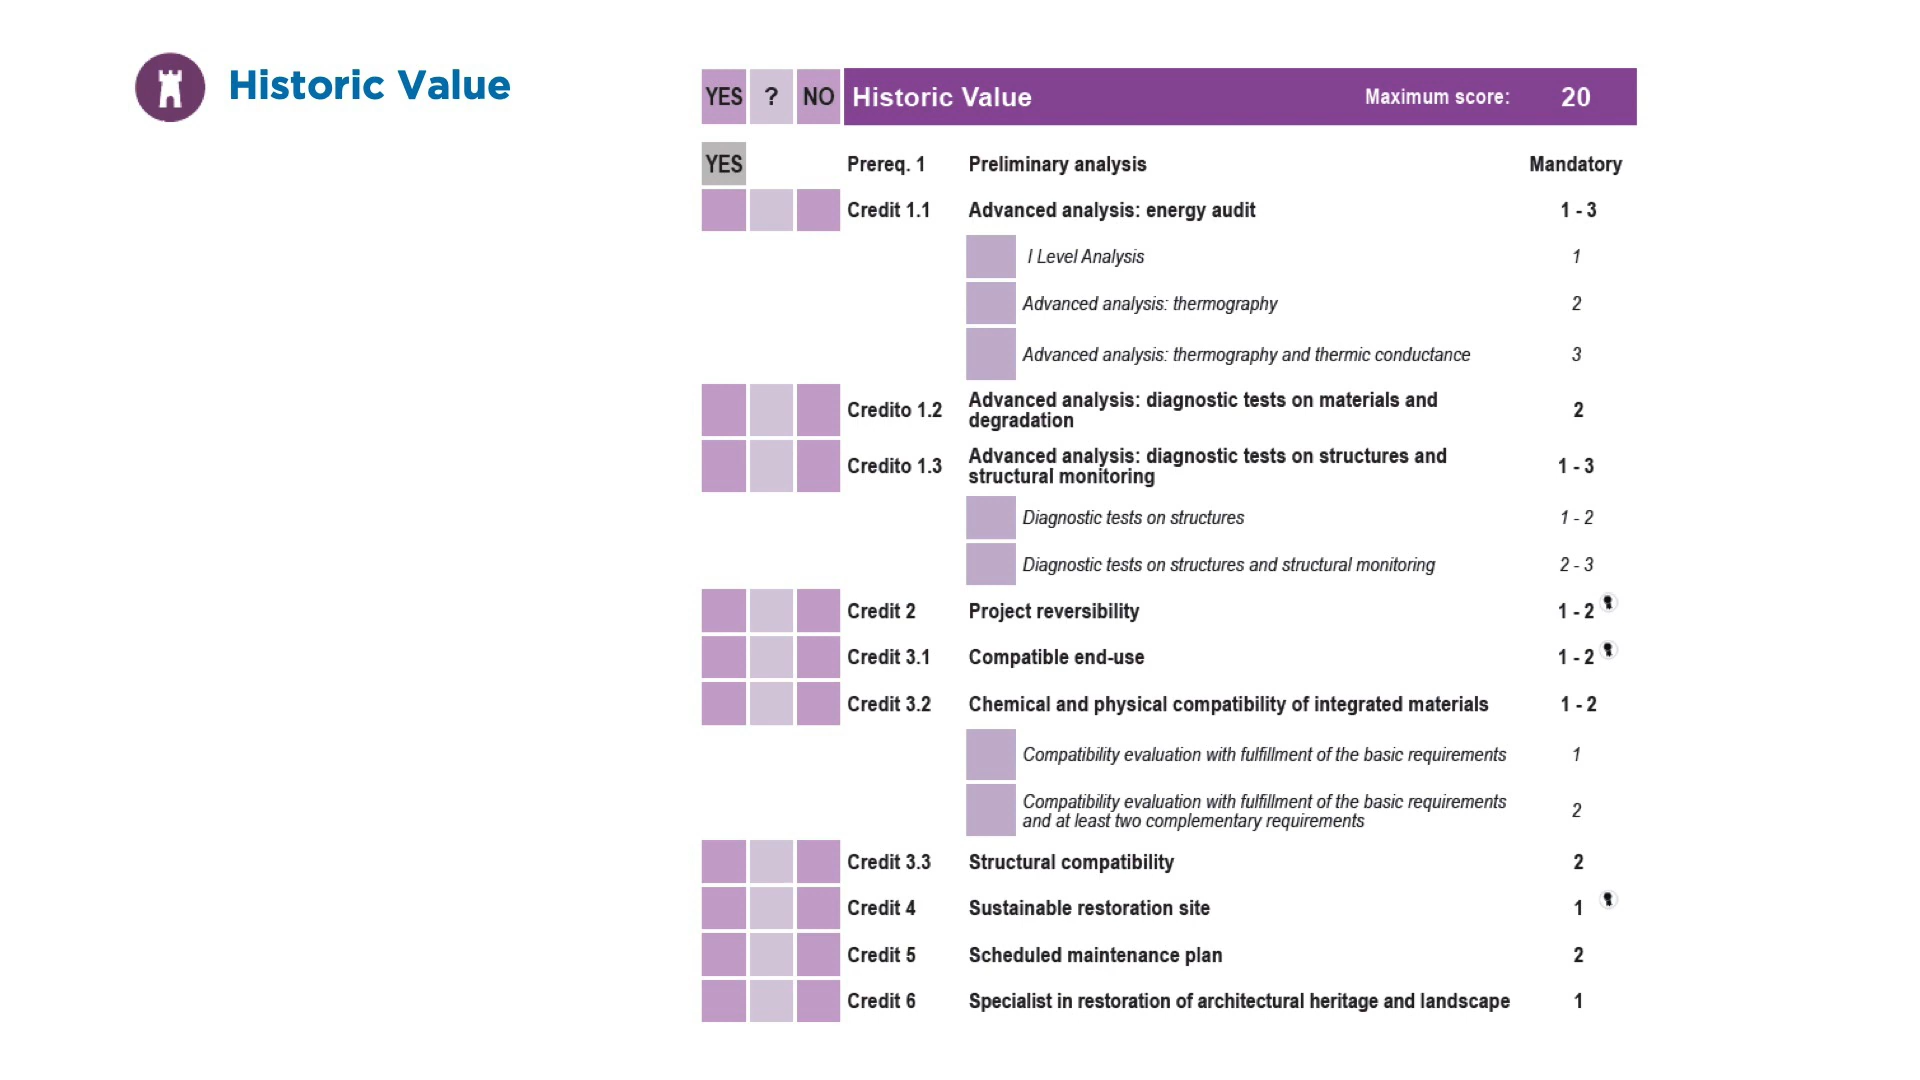 Historic Value
YES ? NO Historic Value Maximum score: 20
YES Prereq. 1 Preliminary analysis Mandatory
Credit 1.1 Advanced analysis: energy audit 1 - 3
I Level Analysis 1
Advanced analysis: thermography 2
Advanced analysis: thermography and thermic conductance 3
Credito 1.2 Advanced analysis: diagnostic tests on materials and
degradation 2
Credito 1.3 Advanced analysis: diagnostic tests on structures and
structural monitoring 1 - 3
Diagnostic tests on structures 1 - 2
Diagnostic tests on structures and structural monitoring 2 - 3
Credit 2 Project reversibility 1 - 2
Credit 3.1 Compatible end-use 1 - 2
Credit 3.2 Chemical and physical compatibility of integrated materials 1 - 2
Compatibility evaluation with fulfillment of the basic requirements 1
Compatibility evaluation with fulfillment of the basic requirements
and at least two complementary requirements 2
Credit 3.3 Structural compatibility 2
Credit 4 Sustainable restoration site 1
Credit 5 Scheduled maintenance plan 2
Credit 6 Specialist in restoration of architectural heritage and landscape 1